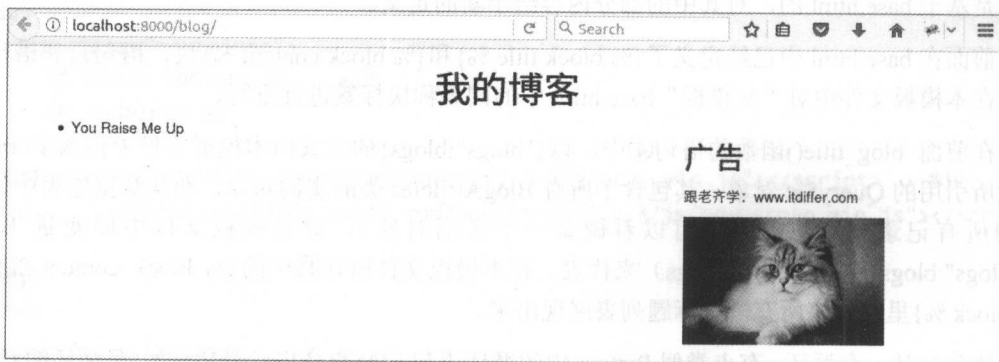 localhost:8000/blog/
Search
我的博客
You Raise Me Up
广告
跟老齐学：www.itdiffer.com